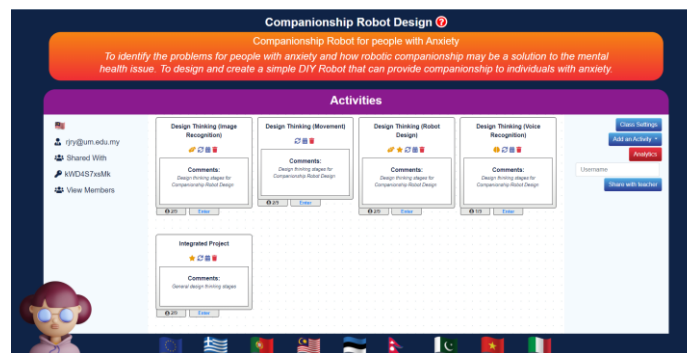 Companionship Robot Design ?
Companionship Robot for people with Anxiety
To identify the problems for people with anxiety and how robotic companionship may be a solution to the mental
health issue. To design and create a simple DIY Robot that can provide companionship to individuals with anxiety.
Activities
rjry@um.edu.my
Shared With
kWD4S7xsMk
View Members
Design Thinking (Image
Recognition)
Comments:
Design thinking stages for
Companionship Robot Design
2/3 Enter
Design Thinking (Movement)
Comments:
Design thinking stages for
Companionship Robot Design
2/3 Enter
Design Thinking (Robot
Design)
Comments:
Design thinking stages for
Companionship Robot Design
2/3 Enter
Design Thinking (Voice
Recognition)
Comments:
Design thinking stages for
Companionship Robot Design
Enter
Integrated Project
Comments:
General design thinking stages
Enter
Class Settings
Add an Activity
Analytics
Username
Share with teacher